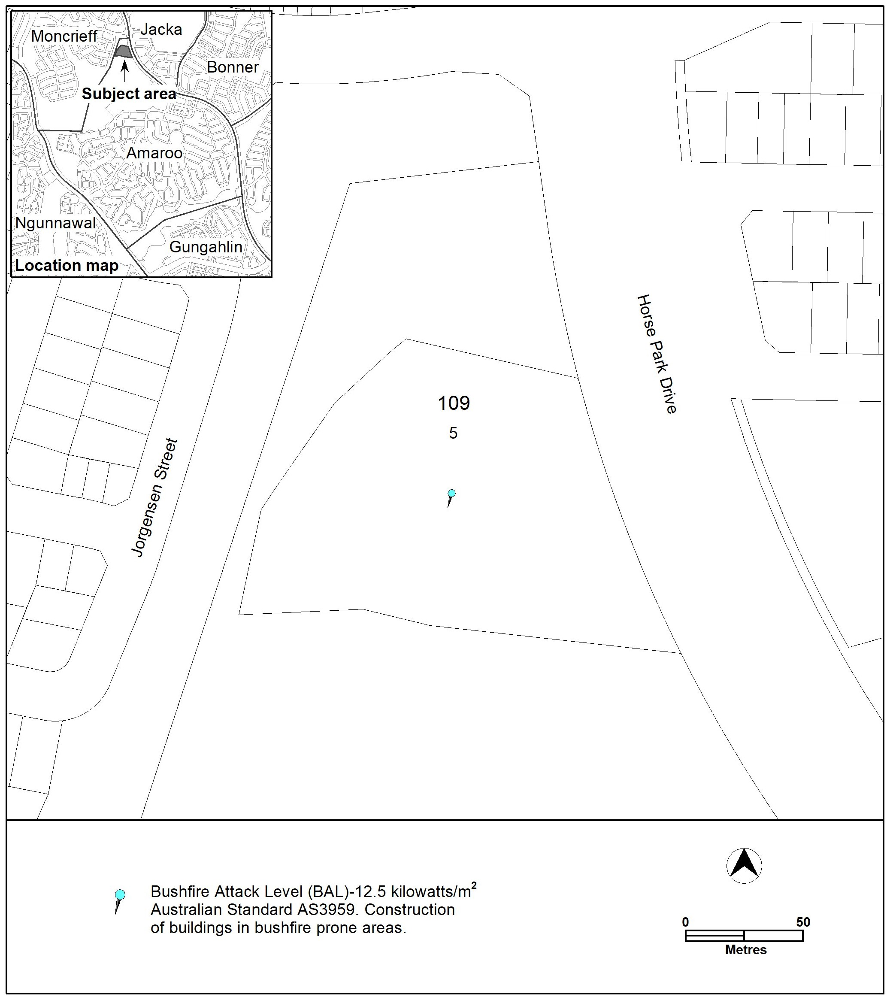 Moncrieff
Jacka
Bonner
Subject area
Amaroo
Ngunnawal
Gungahlin
Location map
Horse Park Drive
109
5
Jorgensen Street
Bushfire Attack Level (BAL)-12.5 kilowatts/m²
Australian Standard AS3959. Construction
of buildings in bushfire prone areas.
0 50
Metres